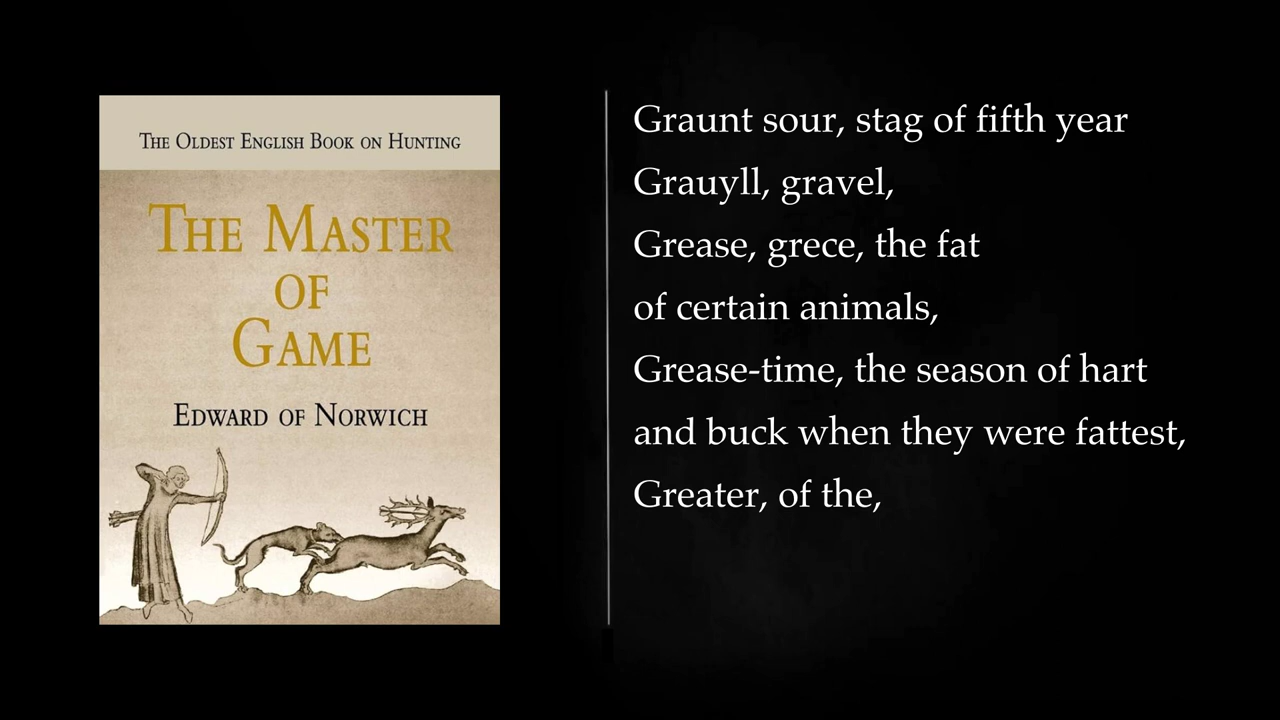 The Oldest English Book on Hunting
The Master
of
Game
Edward of Norwich
Graunt sour, stag of fifth year
Grauyll, gravel,
Grease, grece, the fat
of certain animals,
Grease-time, the season of hart
and buck when they were fattest,
Greater, of the,